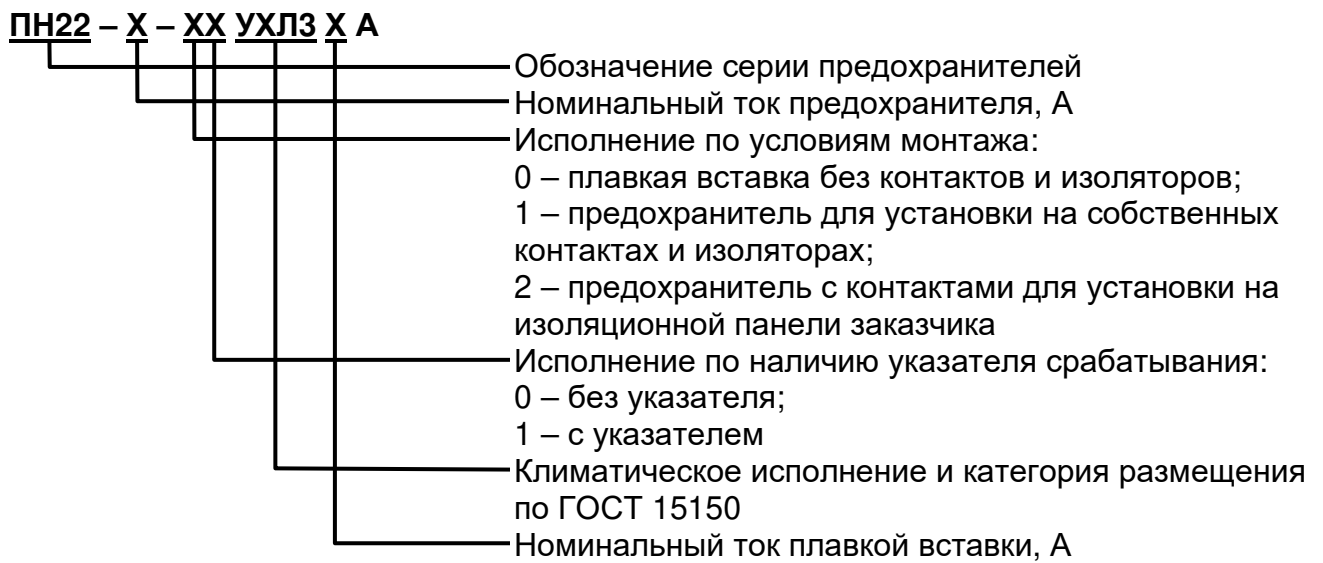 ПН22 – Х – ХХ УХЛ3 Х А
Обозначение серии предохранителей
Номинальный ток предохранителя, А
Исполнение по условиям монтажа:
0 – плавкая вставка без контактов и изоляторов;
1 – предохранитель для установки на собственных
контактах и изоляторах;
2 – предохранитель с контактами для установки на
изоляционной панели заказчика
Исполнение по наличию указателя срабатывания:
0 – без указателя;
1 – с указателем
Климатическое исполнение и категория размещения
по ГОСТ 15150
Номинальный ток плавкой вставки, А